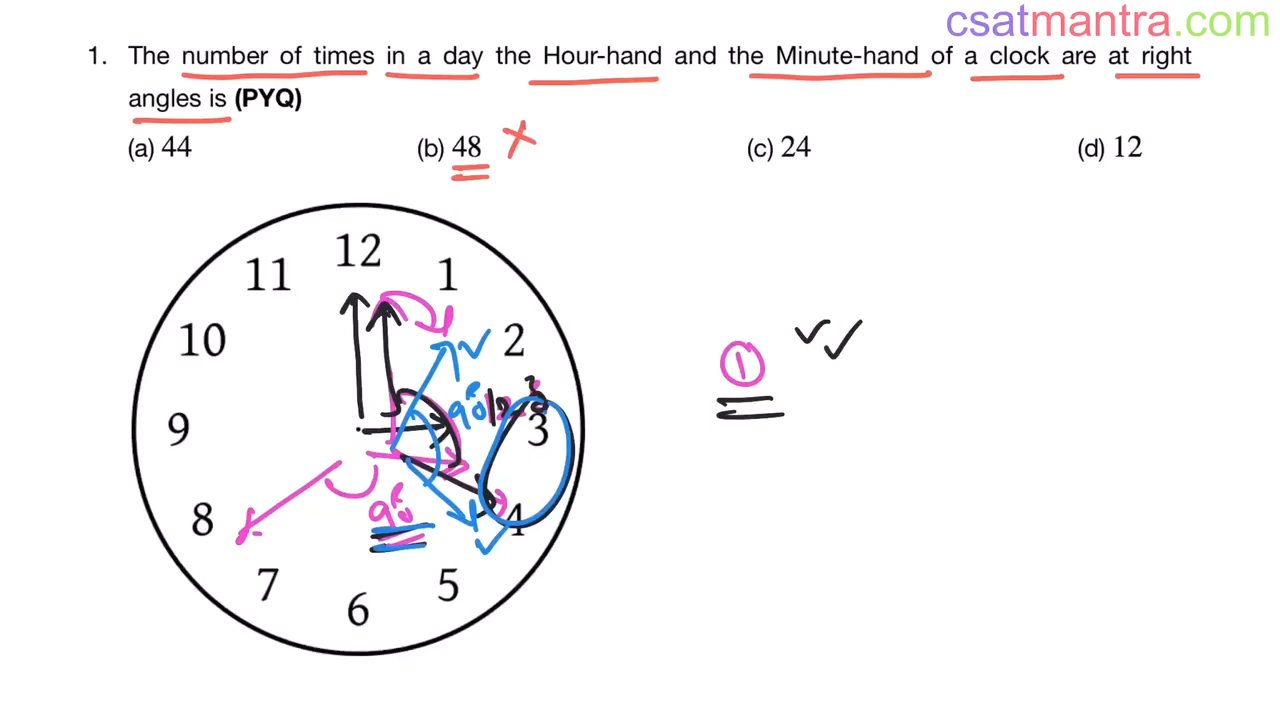 csatmantra.com
1. The number of times in a day the Hour-hand and the Minute-hand of a clock are at right
angles is (PYQ)
(a) 44 (b) 48 (c) 24 (d) 12
12
11 1
10 2
90
9 3
8 4
90
7 5
6
1